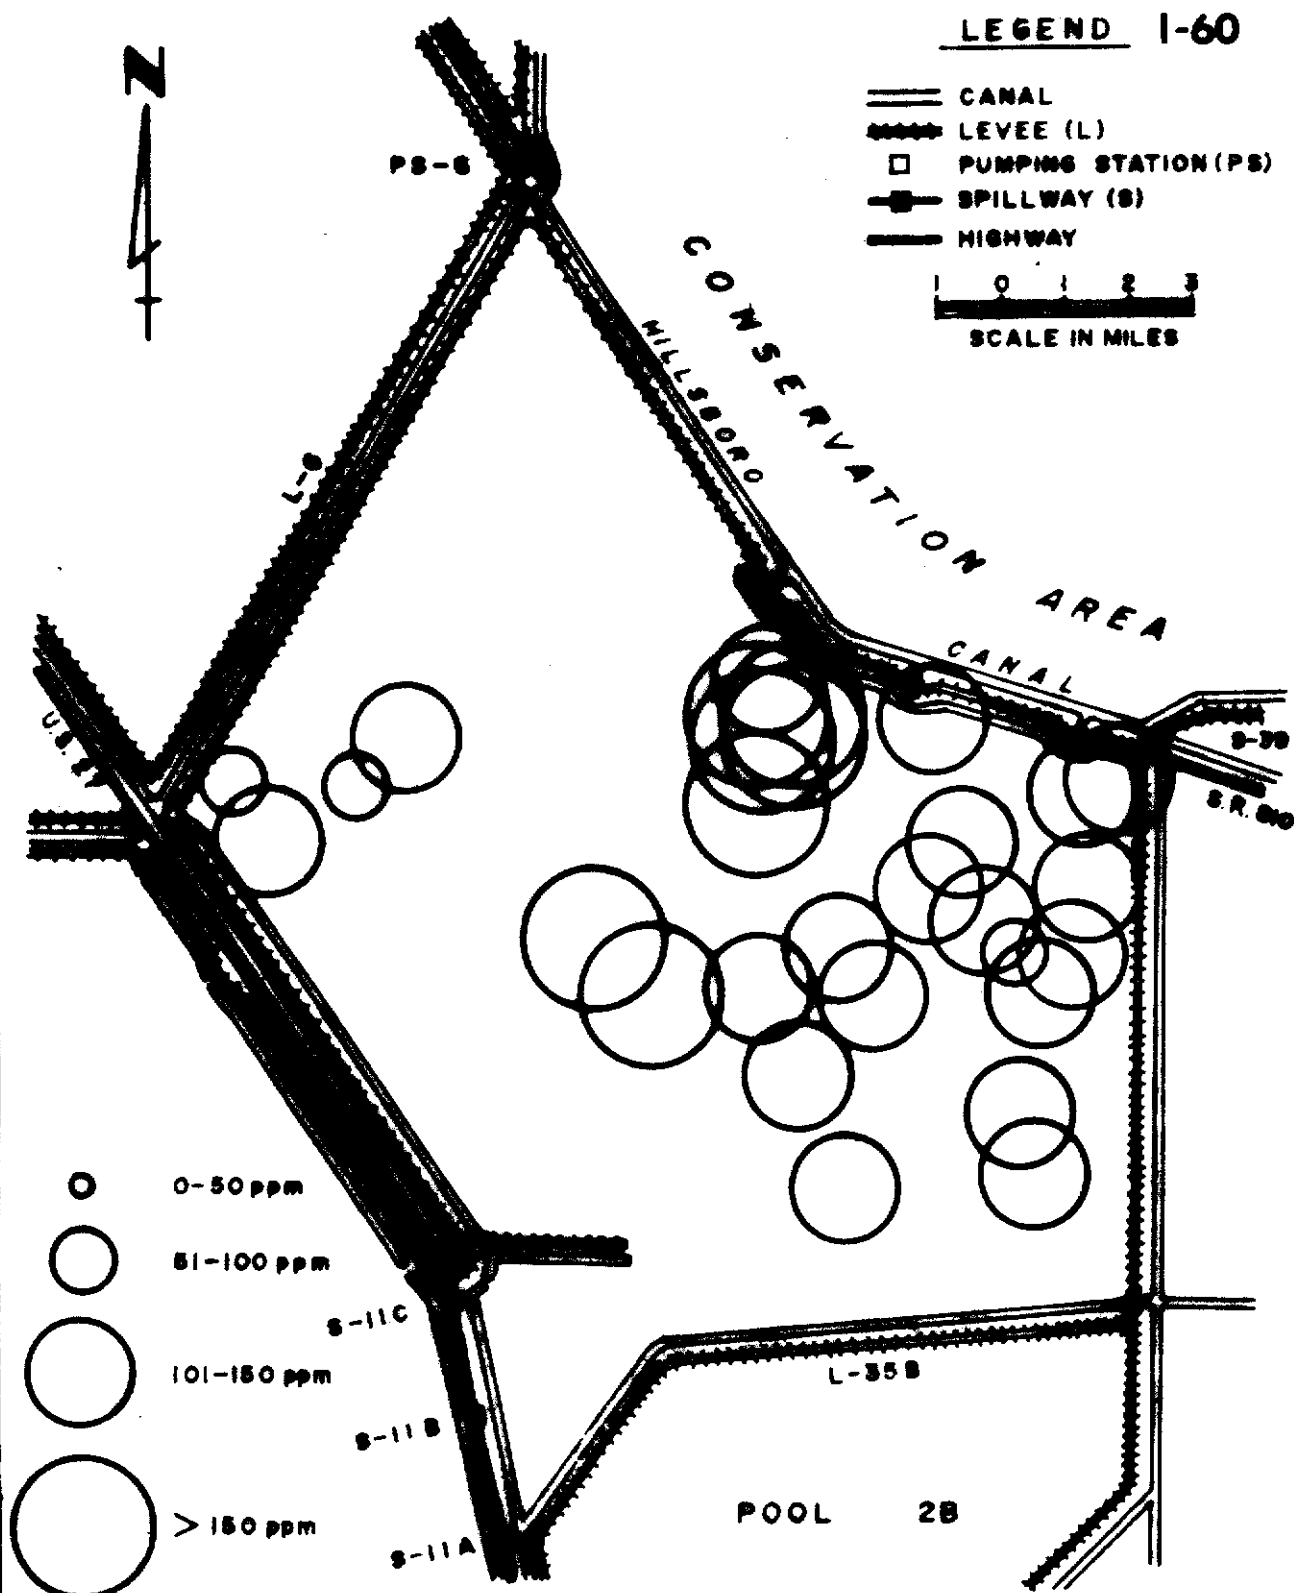 LEGEND I-60
N
CANAL
LEVEE (L)
PUMPING STATION (PS)
SPILLWAY (S)
HIGHWAY
1 0 1 2 3
SCALE IN MILES
PS-6
CONSERVATION AREA
HILLSBORO
CANAL
L-6
U.S. 27
S-39
S.R. 810
0-50 ppm
51-100 ppm
101-150 ppm
> 150 ppm
S-11C
S-11B
S-11A
L-35B
POOL 2B